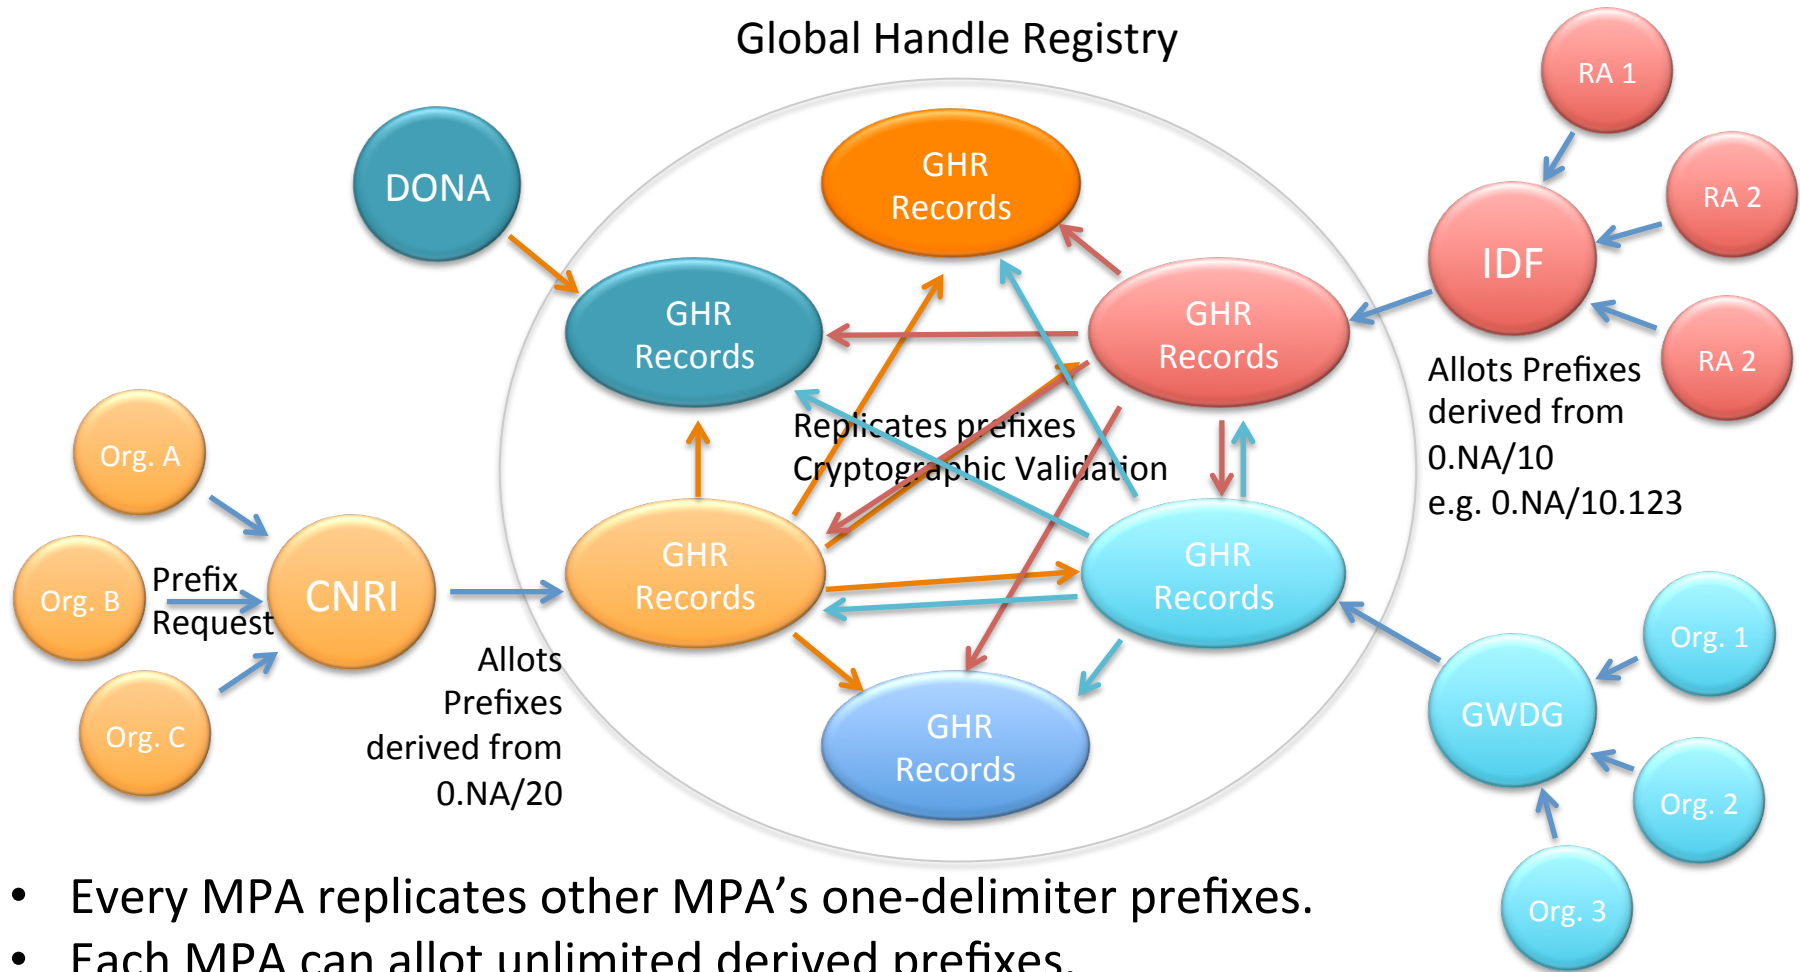 Global Handle Registry
RA 1
RA 2
RA 2
IDF
DONA
GHR
Records
GHR
Records
GHR
Records
Allots Prefixes
derived from
0.NA/10
e.g. 0.NA/10.123
Replicates prefixes
Cryptographic Validation
Org. A
Org. B
Org. C
Prefix
Request
CNRI
GHR
Records
GHR
Records
Allots
Prefixes
derived from
0.NA/20
GHR
Records
GWDG
Org. 1
Org. 2
Org. 3
• Every MPA replicates other MPA’s one-delimiter prefixes.
• Each MPA can allot unlimited derived prefixes.